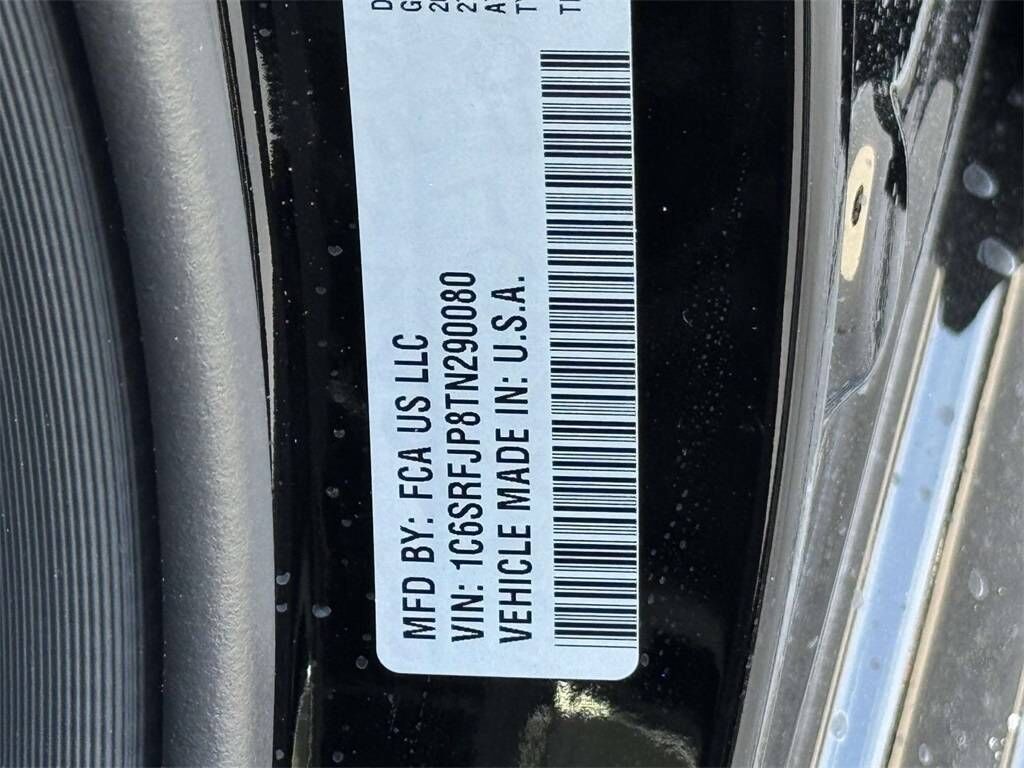 MFD BY: FCA US LLC
VIN: 1C6SRFJP8TN290080
VEHICLE MADE IN: U.S.A.